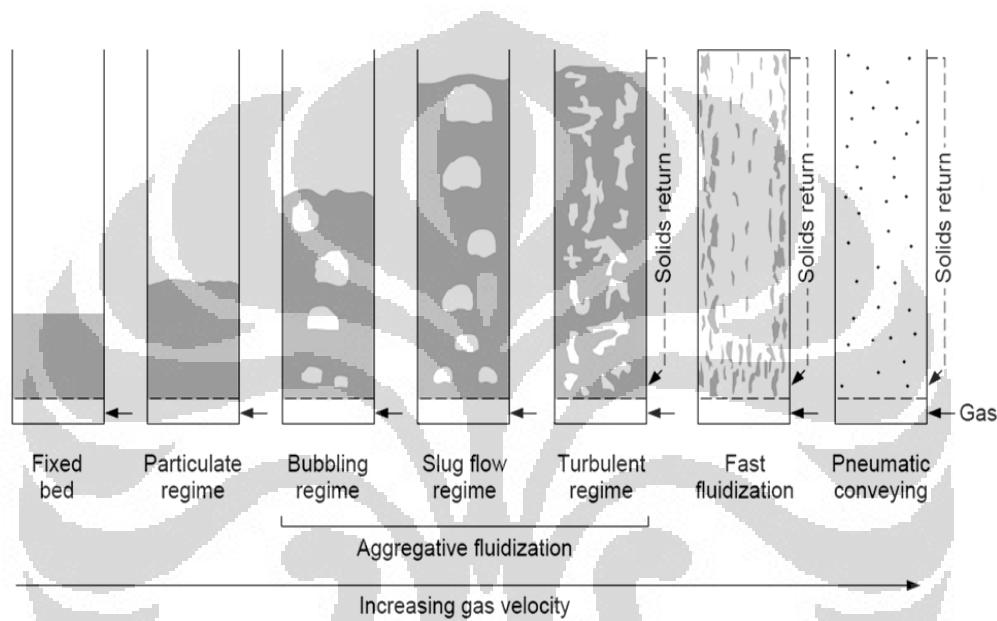 Solids return
Solids return
Solids return
Gas
Fixed
bed
Particulate
regime
Bubbling
regime
Slug flow
regime
Turbulent
regime
Fast
fluidization
Pneumatic
conveying
Aggregative fluidization
Increasing gas velocity